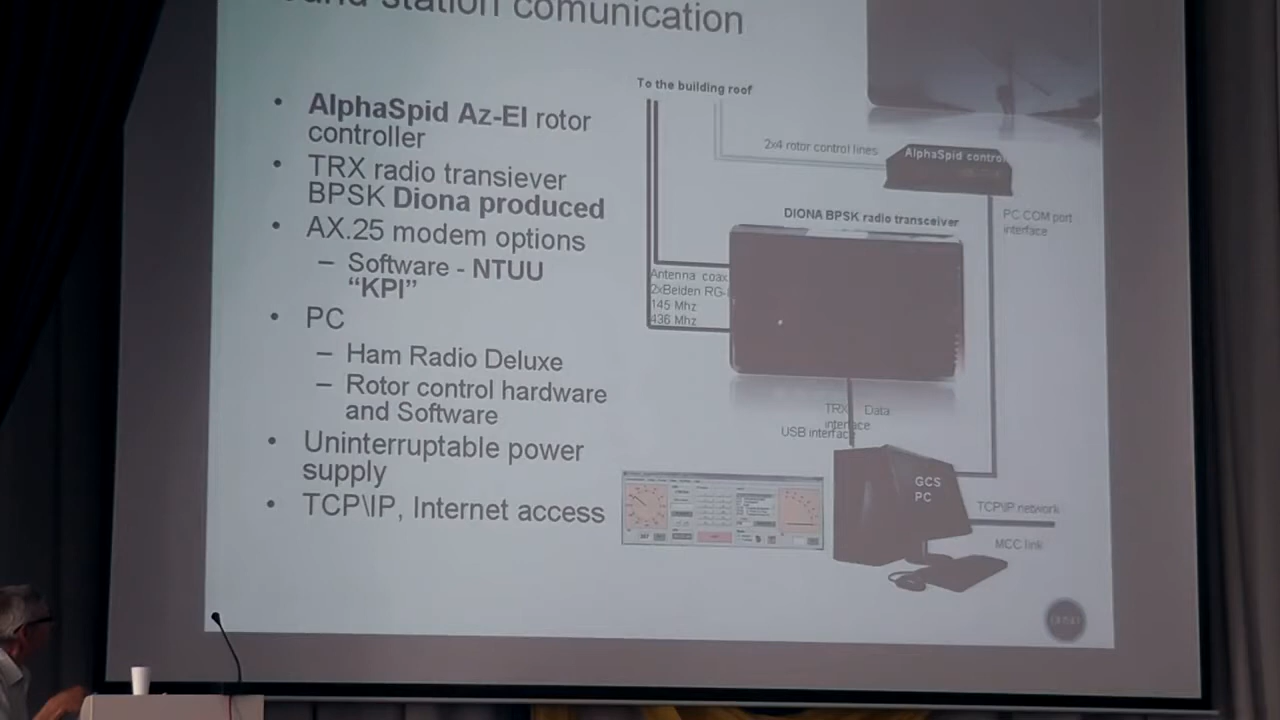 station comunication
• AlphaSpid Az-El rotor
controller
• TRX radio transiever
BPSK Diona produced
• AX.25 modem options
– Software - NTUU
“KPI”
• PC
– Ham Radio Deluxe
– Rotor control hardware
and Software
• Uninterruptable power
supply
• TCP\IP, Internet access
To the building roof
2x4 rotor control lines
AlphaSpid contro
PC COM port
interface
DIONA BPSK radio transceiver
Antenna coax
2xBelden RG-
145 Mhz
436 Mhz
TRX Data
interface
USB interface
GCS
PC
TCP\IP network
MCC link